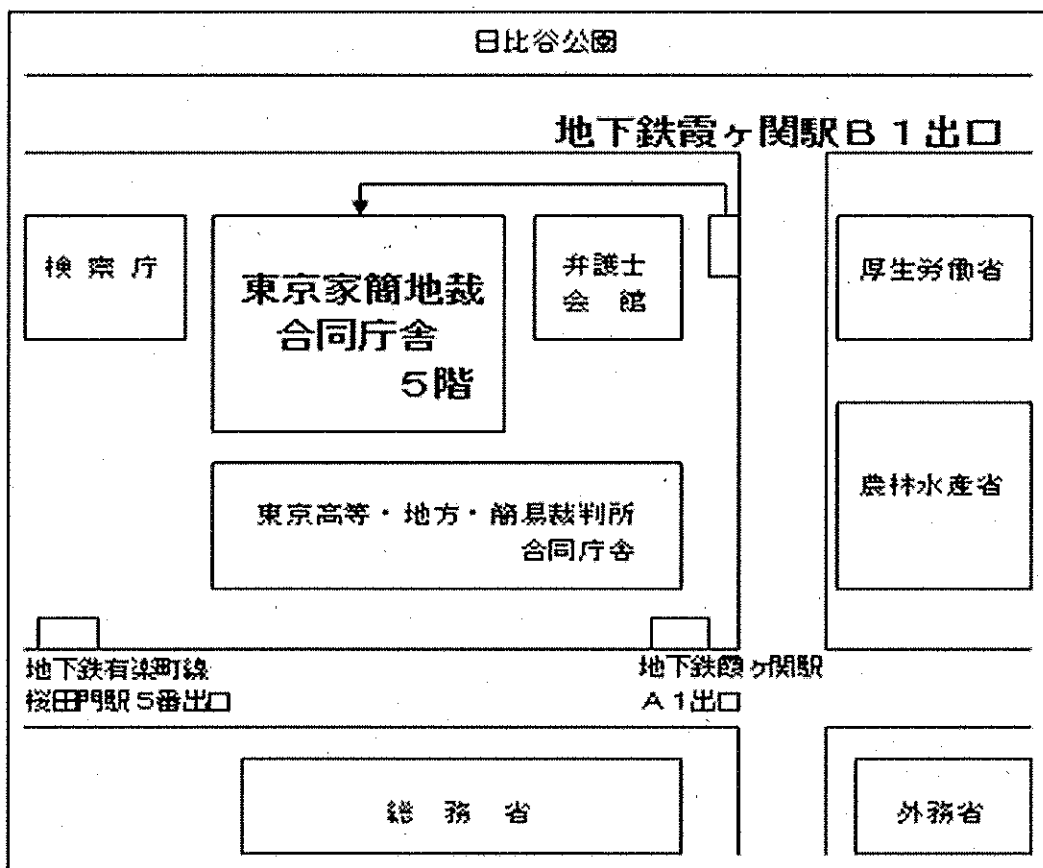 日比谷公園
地下鉄霞ヶ関駅Ｂ１出口
検察庁
東京家簡地裁
合同庁舎
５階
弁護士
会館
厚生労働省
東京高等・地方・簡易裁判所
合同庁舎
農林水産省
地下鉄有楽町線
桜田門駅５番出口
地下鉄霞ヶ関駅
Ａ１出口
総務省
外務省